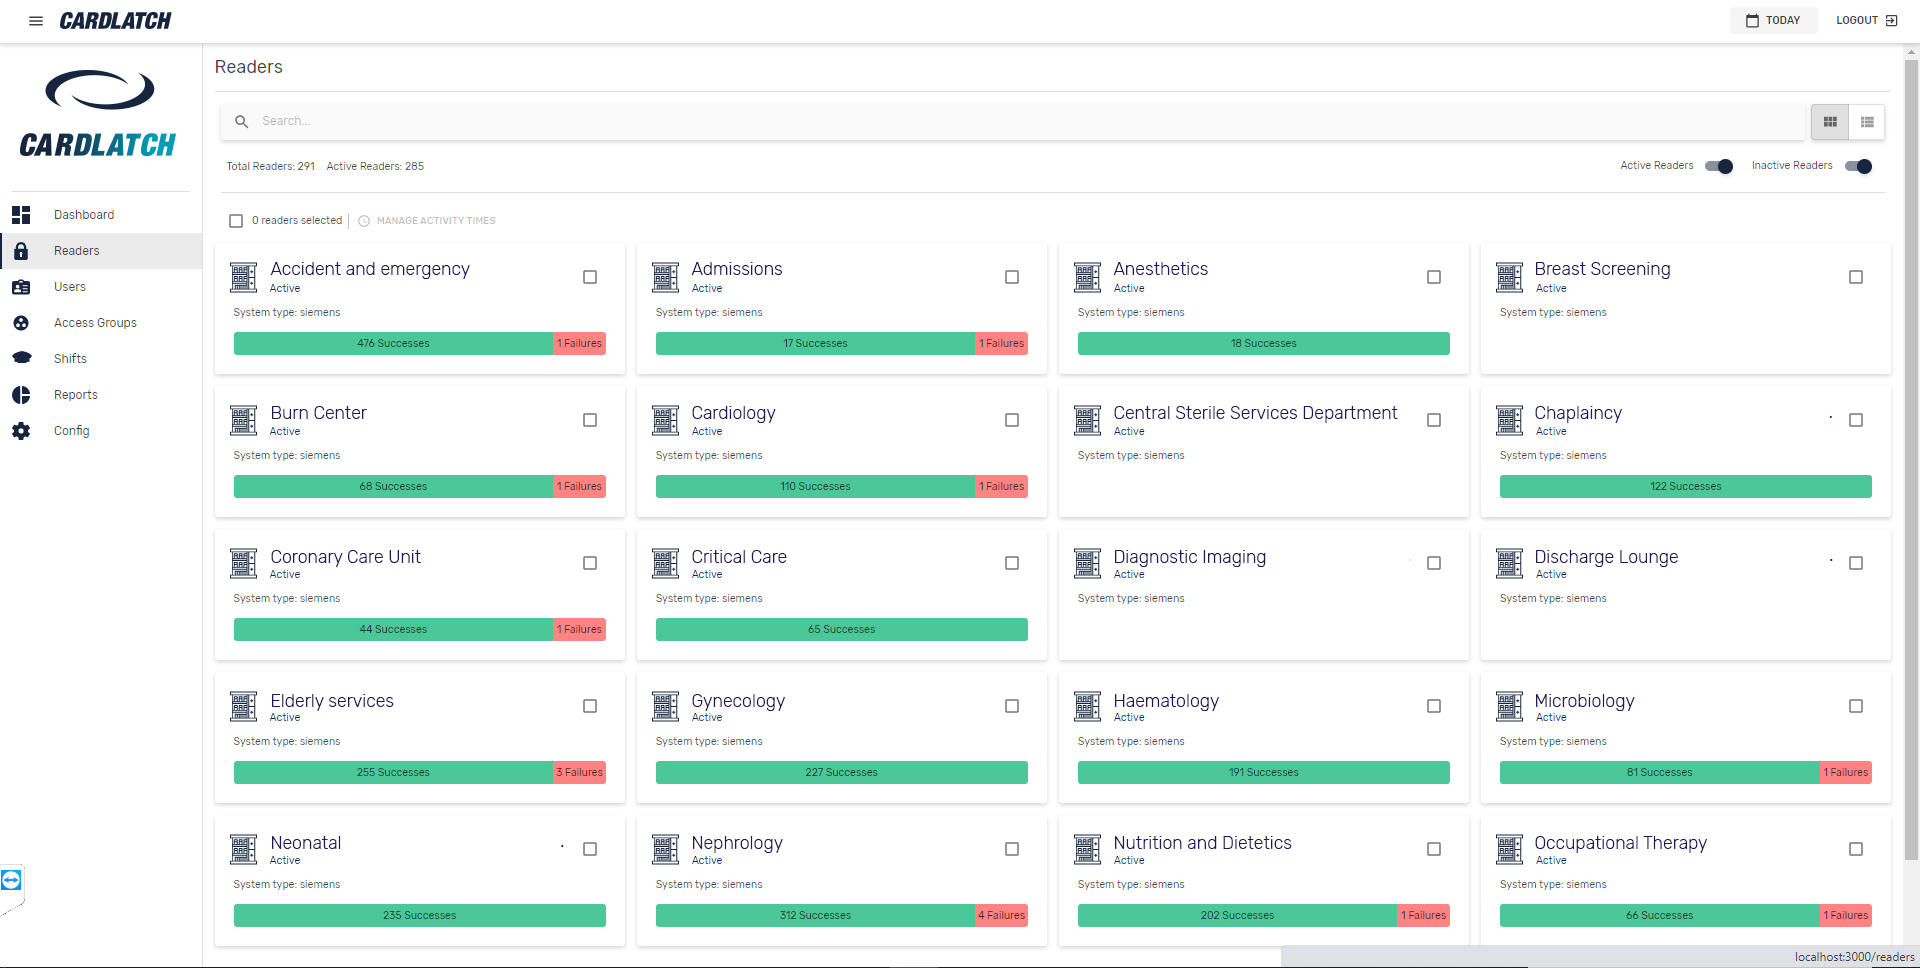 CARDLATCH
TODAY
LOGOUT
CARDLATCH
Dashboard
Readers
Users
Access Groups
Shifts
Reports
Config
Readers
Search...
Total Readers: 291 Active Readers: 285
Active Readers
Inactive Readers
0 readers selected
MANAGE ACTIVITY TIMES
Accident and emergency
Active
System type: siemens
476 Successes
1 Failures
Admissions
Active
System type: siemens
17 Successes
1 Failures
Anesthetics
Active
System type: siemens
18 Successes
Breast Screening
Active
System type: siemens
Burn Center
Active
System type: siemens
68 Successes
1 Failures
Cardiology
Active
System type: siemens
110 Successes
1 Failures
Central Sterile Services Department
Active
System type: siemens
Chaplaincy
Active
System type: siemens
122 Successes
Coronary Care Unit
Active
System type: siemens
44 Successes
1 Failures
Critical Care
Active
System type: siemens
65 Successes
Diagnostic Imaging
Active
System type: siemens
Discharge Lounge
Active
System type: siemens
Elderly services
Active
System type: siemens
255 Successes
3 Failures
Gynecology
Active
System type: siemens
227 Successes
Haematology
Active
System type: siemens
191 Successes
Microbiology
Active
System type: siemens
81 Successes
1 Failures
Neonatal
Active
System type: siemens
235 Successes
Nephrology
Active
System type: siemens
312 Successes
4 Failures
Nutrition and Dietetics
Active
System type: siemens
202 Successes
1 Failures
Occupational Therapy
Active
System type: siemens
66 Successes
1 Failures
localhost:3000/readers